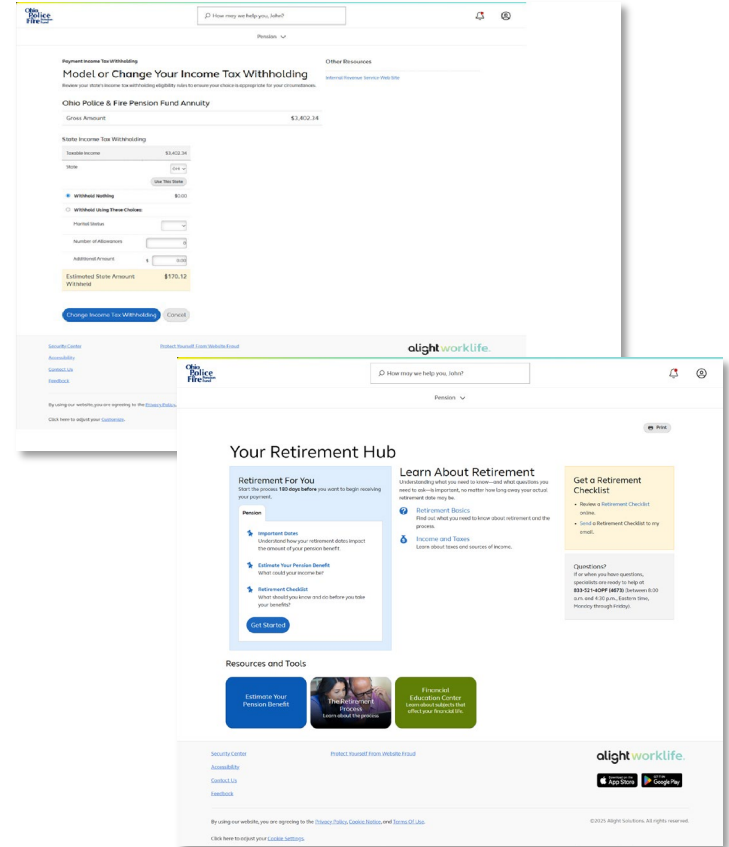 Ohio
Police
Fire Pension Fund
How may we help you, John?
Pension
Payment Income Tax Withholding
Model or Change Your Income Tax Withholding
Review your state's income tax withholding eligibility rules to ensure your choice is appropriate for your circumstances.
Other Resources
Internal Revenue Service Web Site
Ohio Police & Fire Pension Fund Annuity
Gross Amount $3,402.34
State Income Tax Withholding
Taxable Income $3,402.34
State
Use This State
Withhold Nothing $0.00
Withhold Using These Choices:
Marital Status
Number of Allowances 0
Additional Amount $ 0.00
Estimated State Amount Withheld $170.12
Change Income Tax Withholding Cancel
Security Center Protect Yourself From Website Fraud
Accessibility
Contact Us
Feedback
alight worklife.
By using our website, you are agreeing to the Privacy Policy,
Click here to adjust your
Ohio
Police
Fire Pension Fund
How may we help you, John?
Pension
Print
Your Retirement Hub
Retirement For You
Start the process 180 days before you want to begin receiving
your payment.
Pension
Important Dates
Understand how your retirement dates impact
the amount of your pension benefit
Estimate Your Pension Benefit
What could your income be?
Retirement Checklist
What should you know and do before you take
your benefits?
Get Started
Learn About Retirement
Understanding what you need to know—and what questions you
need to ask—is important, no matter how long away your actual
retirement date may be.
Retirement Basics
Find out what you need to know about retirement and the
process.
Income and Taxes
Learn about taxes and sources of income.
Get a Retirement
Checklist
• Review a Retirement Checklist
online.
• Send a Retirement Checklist to my
email.
Questions?
If or when you have questions,
specialists are ready to help at
833-521-4OPF (4673) (between 8:00
a.m. and 4:30 p.m., Eastern time,
Monday through Friday).
Resources and Tools
Estimate Your
Pension Benefit
The Retirement
Process
Learn about the process.
Financial
Education Center
Learn about subjects that
affect your financial life.
Security Center Protect Yourself From Website Fraud
Accessibility
Contact Us
Feedback
alight worklife.
Download on the App Store
GET IT ON Google Play
By using our website, you are agreeing to the Privacy Policy, Cookie Notice, and Terms Of Use.
©2025 Alight Solutions. All rights reserved.
Click here to adjust your Cookie Settings.